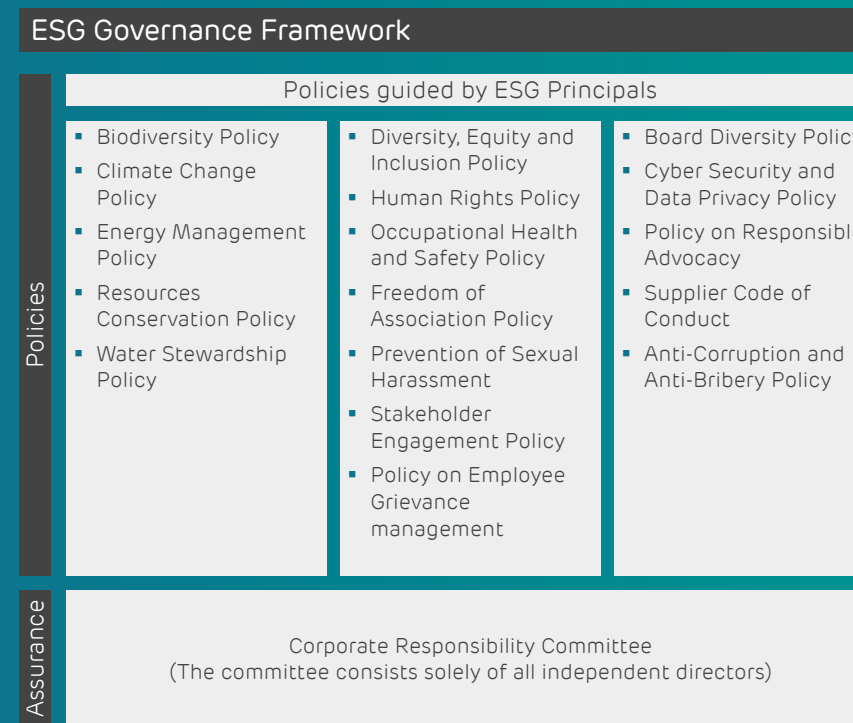 ESG Governance Framework
Policies guided by ESG Principals
Policies
▪ Biodiversity Policy
▪ Climate Change
Policy
▪ Energy Management
Policy
▪ Resources
Conservation Policy
▪ Water Stewardship
Policy
▪ Diversity, Equity and
Inclusion Policy
▪ Human Rights Policy
▪ Occupational Health
and Safety Policy
▪ Freedom of
Association Policy
▪ Prevention of Sexual
Harassment
▪ Stakeholder
Engagement Policy
▪ Policy on Employee
Grievance
management
▪ Board Diversity Policy
▪ Cyber Security and
Data Privacy Policy
▪ Policy on Responsible
Advocacy
▪ Supplier Code of
Conduct
▪ Anti-Corruption and
Anti-Bribery Policy
Assurance
Corporate Responsibility Committee
(The committee consists solely of all independent directors)